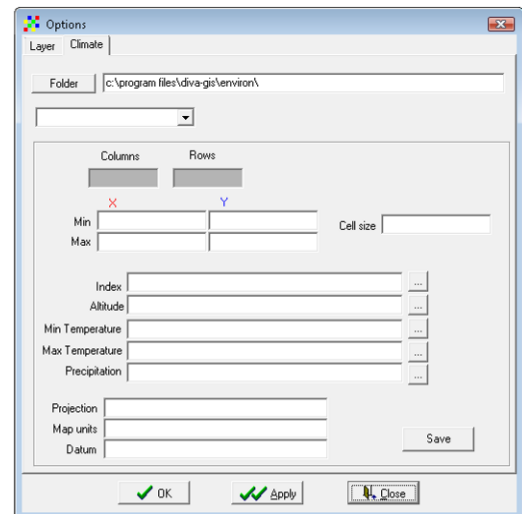 Options
Layer Climate
Folder c:\program files\diva-gis\environ\
Columns Rows
X Y
Min
Cell size
Max
Index ...
Altitude ...
Min Temperature ...
Max Temperature ...
Precipitation ...
Projection
Map units
Save
Datum
OK Apply Close